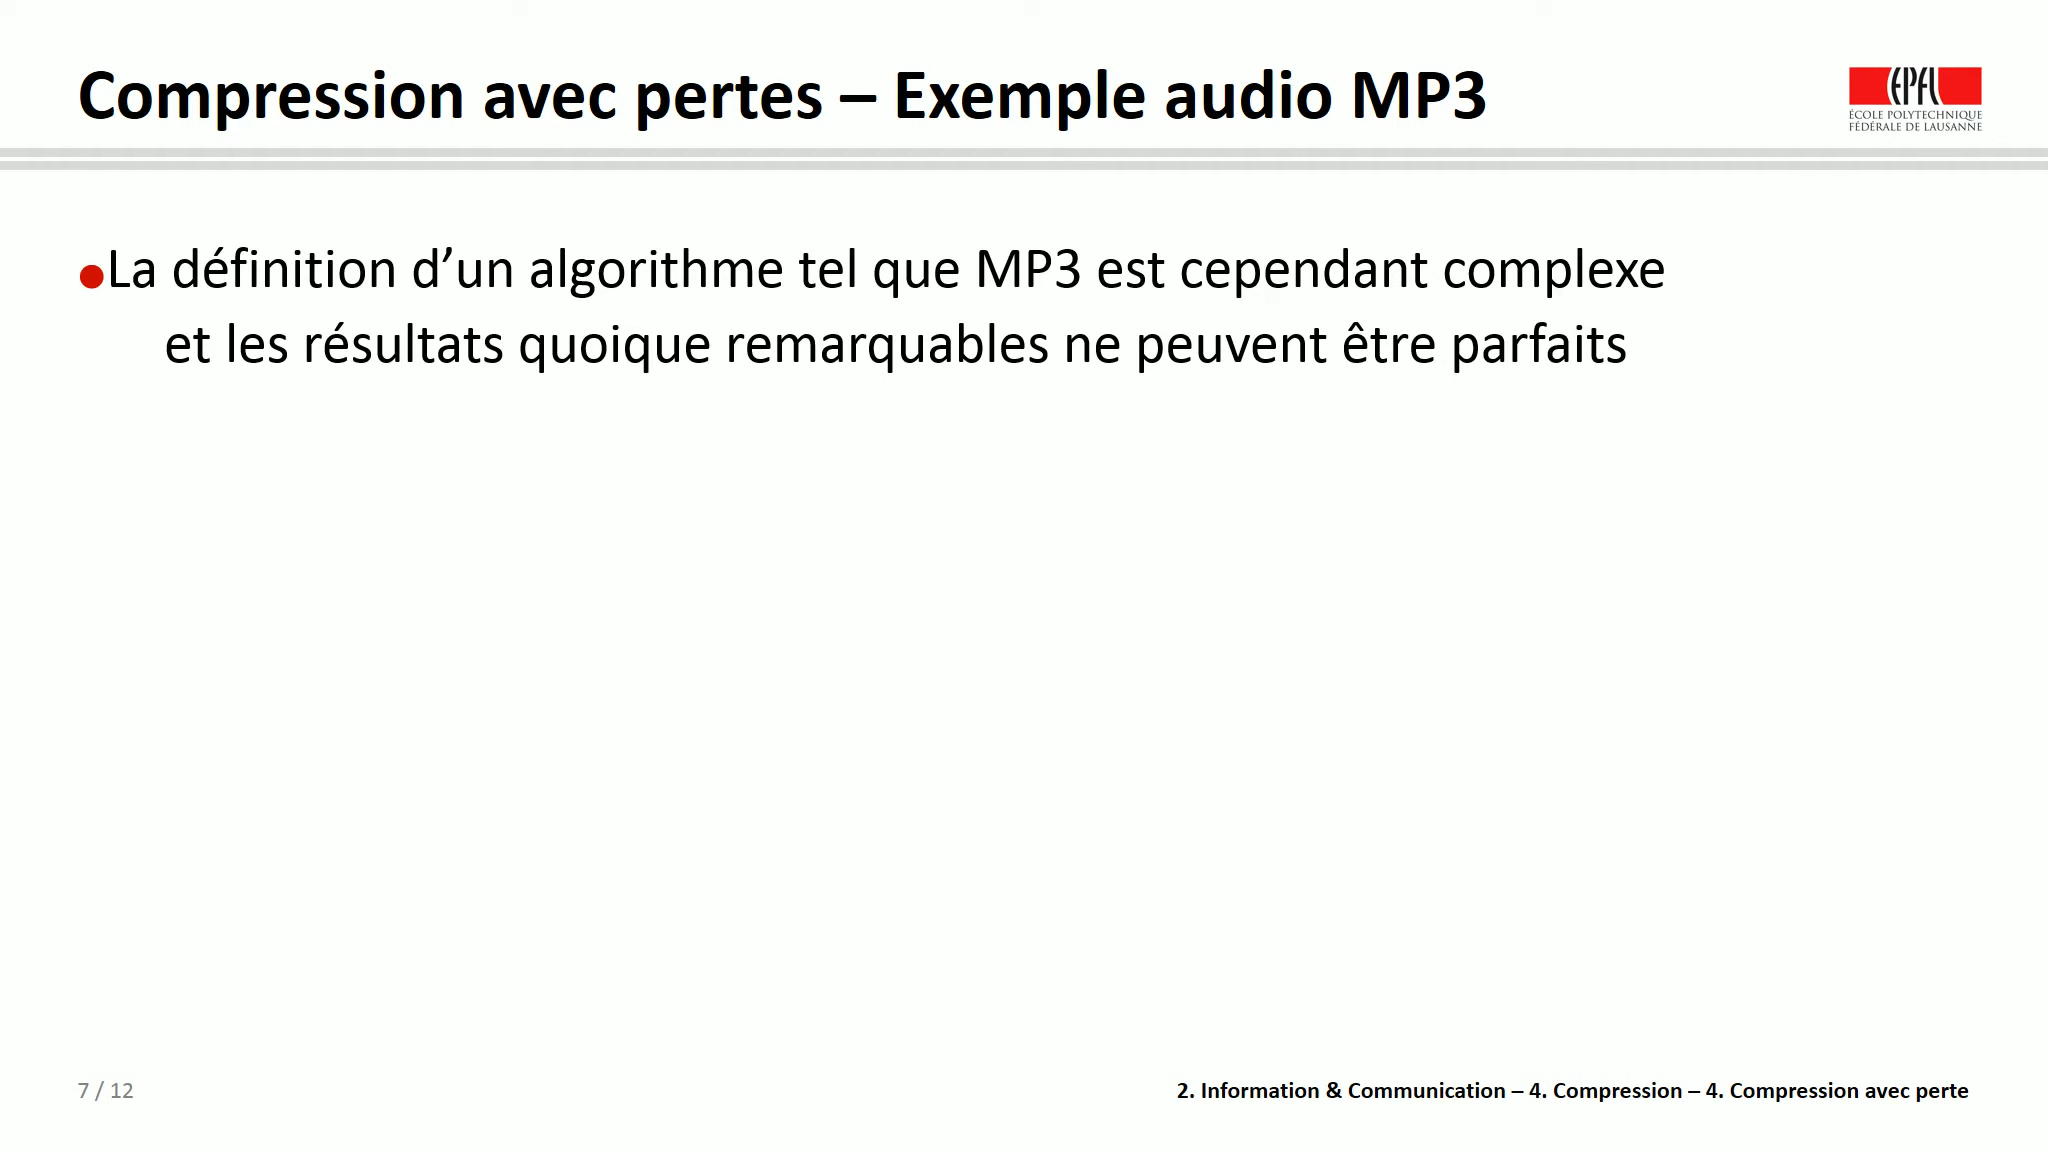 Compression avec pertes – Exemple audio MP3
EPFL
ÉCOLE POLYTECHNIQUE
FÉDÉRALE DE LAUSANNE
●La définition d’un algorithme tel que MP3 est cependant complexe
et les résultats quoique remarquables ne peuvent être parfaits
7 / 12
2. Information & Communication – 4. Compression – 4. Compression avec perte